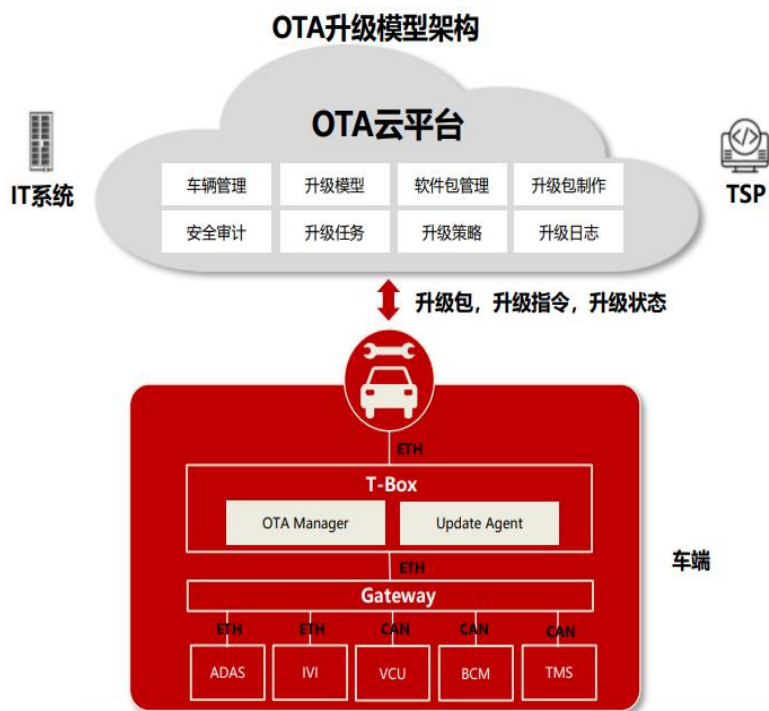 OTA升级模型架构
OTA云平台
IT系统
TSP
车辆管理 升级模型 软件包管理 升级包制作
安全审计 升级任务 升级策略 升级日志
升级包，升级指令，升级状态
ETH
T-Box
OTA Manager Update Agent
ETH
车端
Gateway
ETH ETH CAN CAN CAN
ADAS IVI VCU BCM TMS